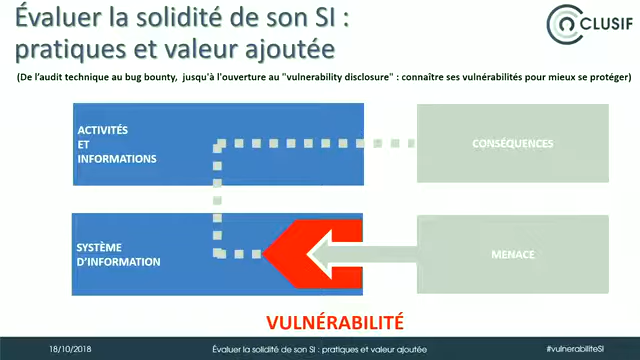 Évaluer la solidité de son SI :
pratiques et valeur ajoutée
CLUSIF
(De l'audit technique au bug bounty, jusqu'à l'ouverture au "vulnerability disclosure" : connaître ses vulnérabilités pour mieux se protéger)
ACTIVITÉS
ET
INFORMATIONS
CONSÉQUENCES
SYSTÈME
D'INFORMATION
MENACE
VULNÉRABILITÉ
18/10/2018
Évaluer la solidité de son SI : pratiques et valeur ajoutée
#vulnerabiliteSI